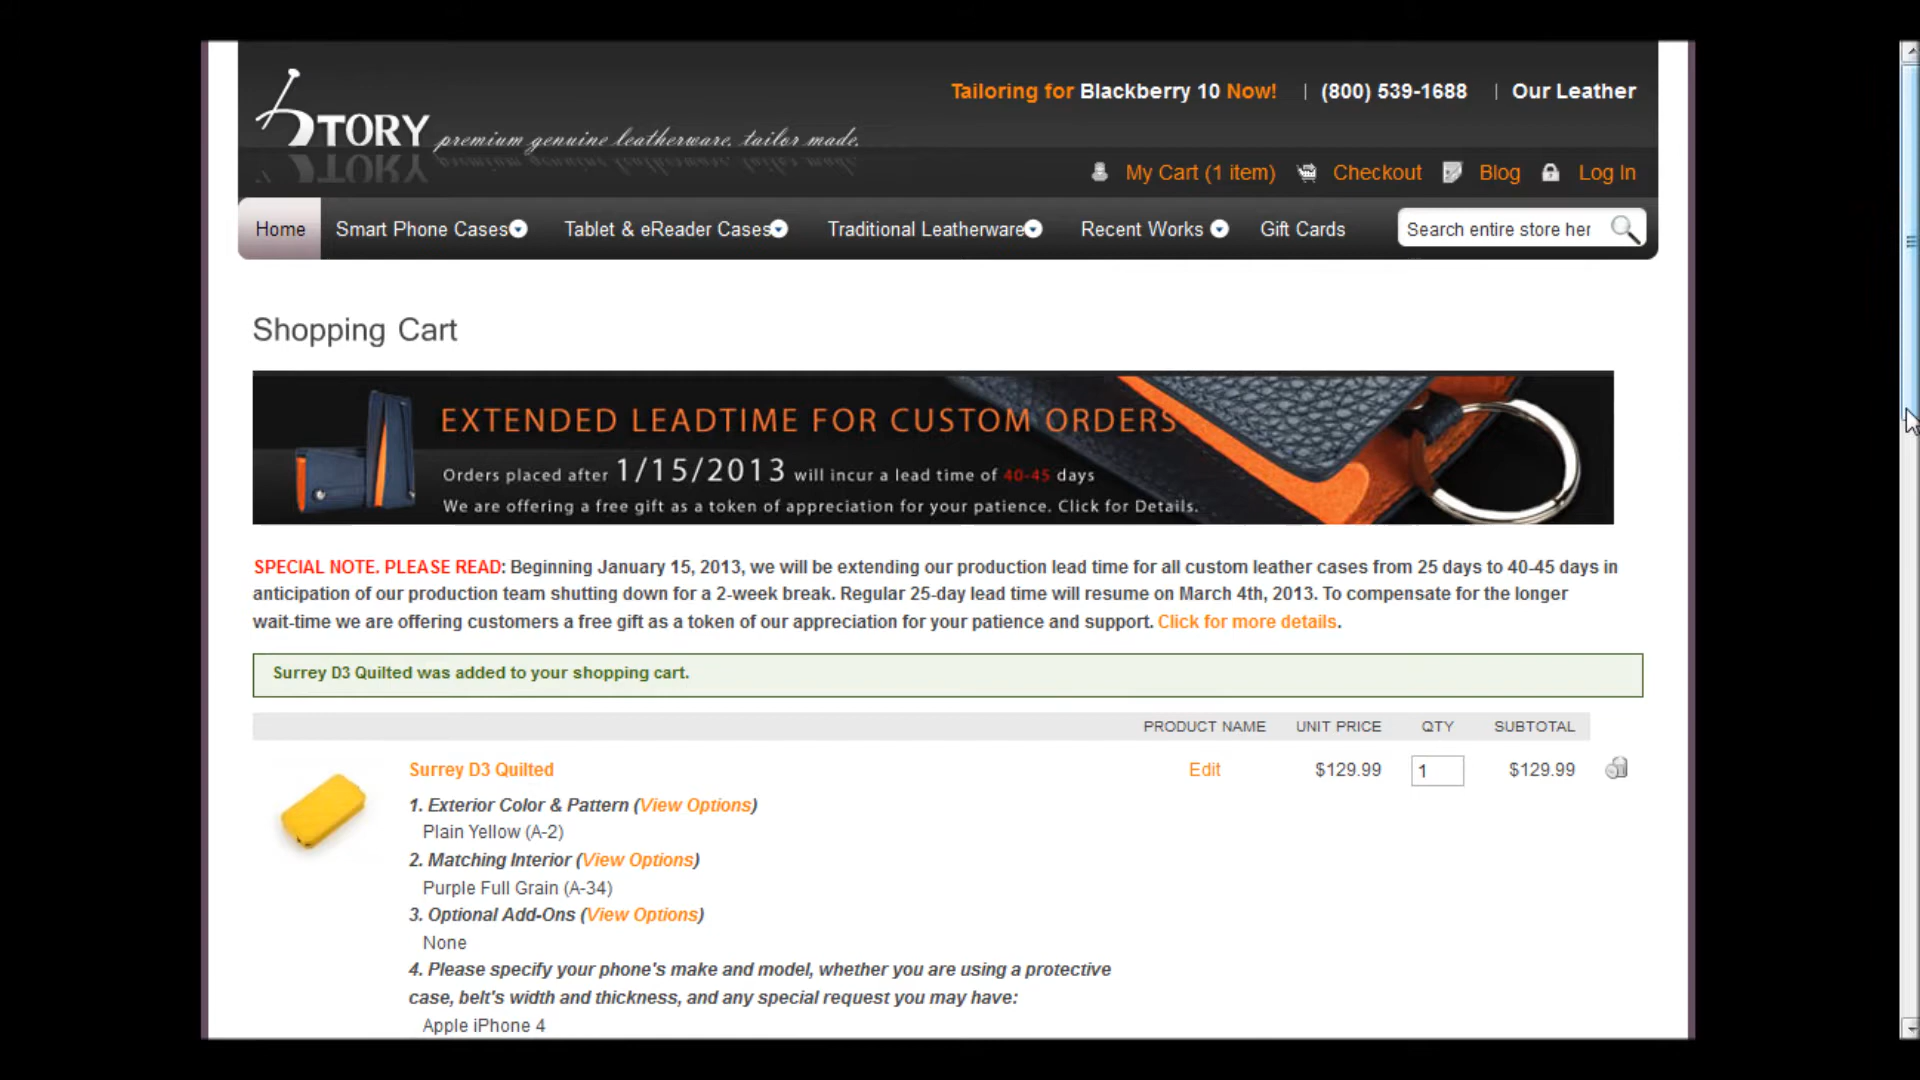 Tailoring for Blackberry 10 Now! | (800) 539-1688 | Our Leather
STORY premium genuine leatherware. tailor made.
My Cart (1 item) Checkout Blog Log In
Home Smart Phone Cases Tablet & eReader Cases Traditional Leatherware Recent Works Gift Cards Search entire store her
Shopping Cart
EXTENDED LEADTIME FOR CUSTOM ORDERS
Orders placed after 1/15/2013 will incur a lead time of 40-45 days
We are offering a free gift as a token of appreciation for your patience. Click for Details.
SPECIAL NOTE. PLEASE READ: Beginning January 15, 2013, we will be extending our production lead time for all custom leather cases from 25 days to 40-45 days in
anticipation of our production team shutting down for a 2-week break. Regular 25-day lead time will resume on March 4th, 2013. To compensate for the longer
wait-time we are offering customers a free gift as a token of our appreciation for your patience and support. Click for more details.
Surrey D3 Quilted was added to your shopping cart.
PRODUCT NAME UNIT PRICE QTY SUBTOTAL
Surrey D3 Quilted Edit $129.99 1 $129.99
1. Exterior Color & Pattern (View Options)
Plain Yellow (A-2)
2. Matching Interior (View Options)
Purple Full Grain (A-34)
3. Optional Add-Ons (View Options)
None
4. Please specify your phone's make and model, whether you are using a protective
case, belt's width and thickness, and any special request you may have:
Apple iPhone 4